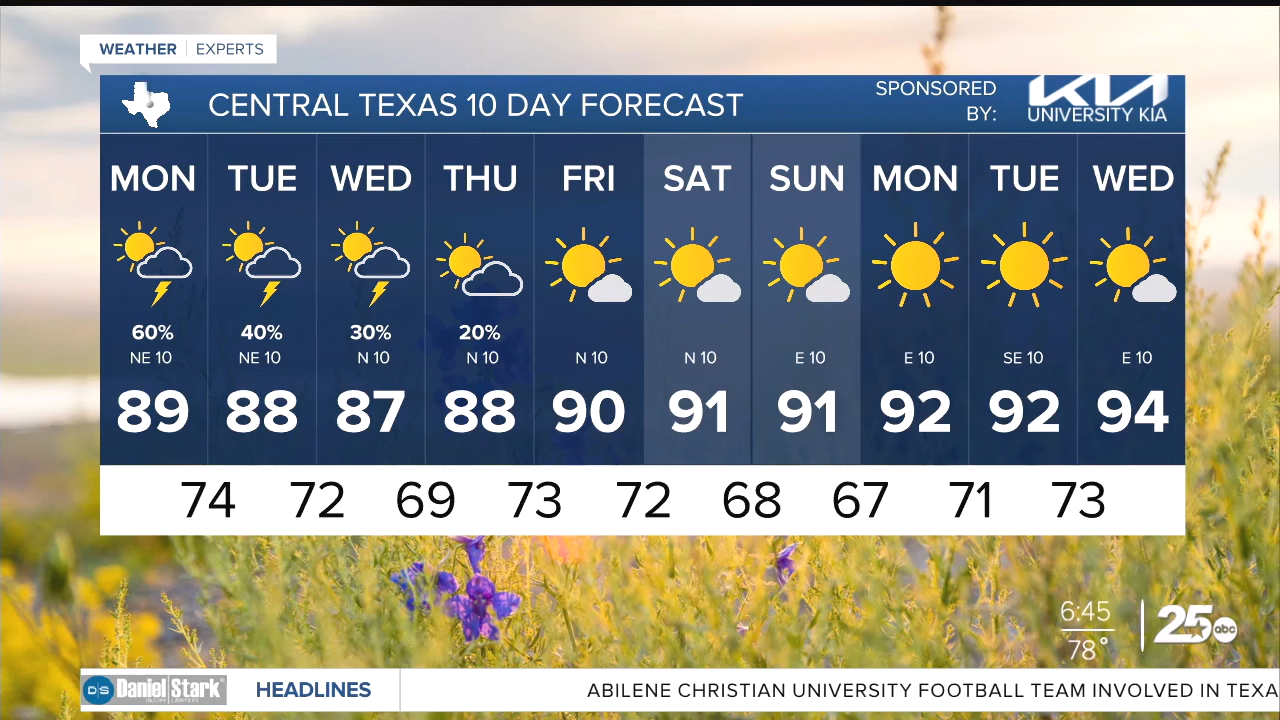 WEATHER | EXPERTS
CENTRAL TEXAS 10 DAY FORECAST
SPONSORED
BY:
KIA
UNIVERSITY KIA
MON TUE WED THU FRI SAT SUN MON TUE WED
60% 40% 30% 20%
NE 10 NE 10 N 10 N 10 N 10 N 10 E 10 E 10 SE 10 E 10
89 88 87 88 90 91 91 92 92 94
74 72 69 73 72 68 67 71 73
6:45
78°
25 abc
DS Daniel Stark HEADLINES ABILENE CHRISTIAN UNIVERSITY FOOTBALL TEAM INVOLVED IN TEXA